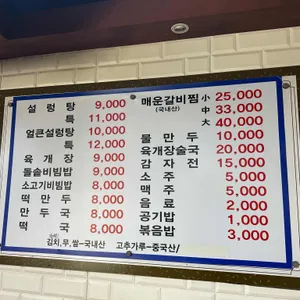 설렁탕 9,000
특 11,000
얼큰설렁탕 10,000
특 12,000
육개장 9,000
돌솥비빔밥 9,000
소고기비빔밥 8,000
떡만두 8,000
만두국 8,000
떡국 8,000
김치,무,쌀-국내산 고추가루-중국산/
매운갈비찜 小 25,000
(국내산) 中 33,000
大 40,000
물만두 10,000
육개장술국 20,000
감자전 15,000
소주 5,000
맥주 5,000
음료 2,000
공기밥 1,000
볶음밥 3,000